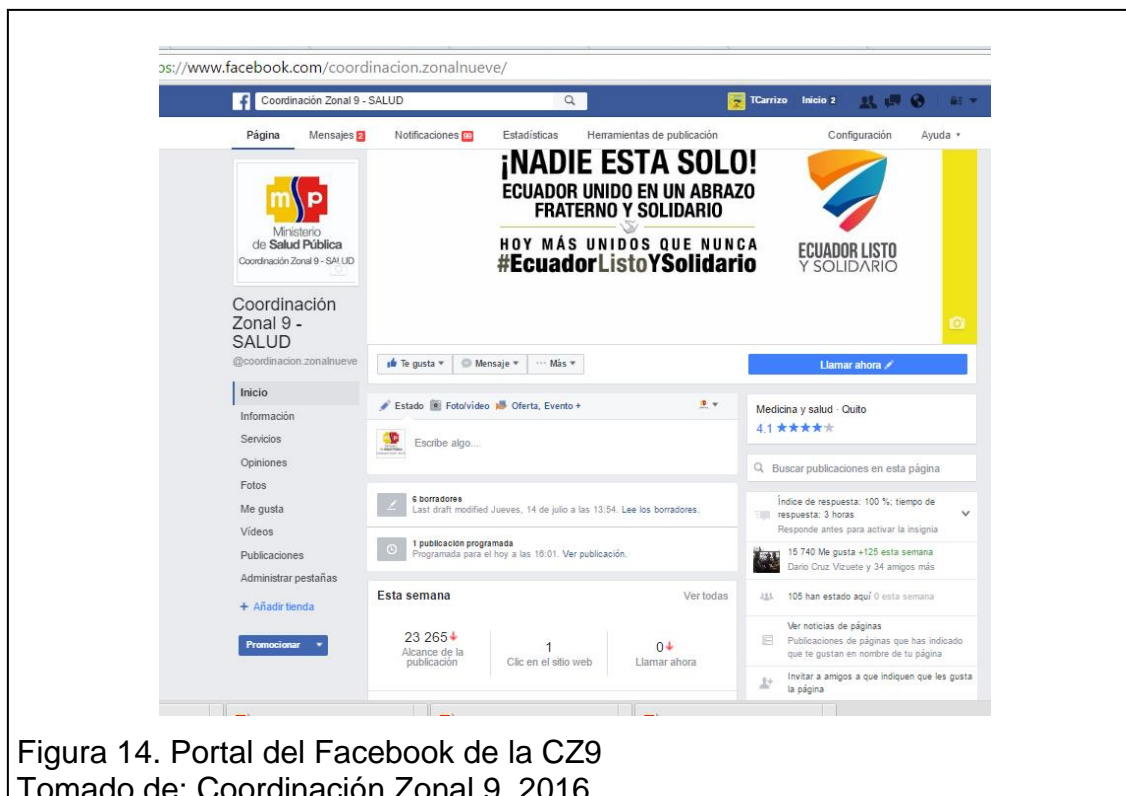 os://www.facebook.com/coordinacion.zonalnueve/
Coordinación Zonal 9 - SALUD
TCarrizo Inicio 2
Página Mensajes 2 Notificaciones 99 Estadísticas Herramientas de publicación Configuración Ayuda
msp
Ministerio
de Salud Pública
Coordinación Zonal 9 - SALUD
¡NADIE ESTA SOLO!
ECUADOR UNIDO EN UN ABRAZO
FRATERNO Y SOLIDARIO
HOY MÁS UNIDOS QUE NUNCA
#EcuadorListoYSolidario
ECUADOR LISTO
Y SOLIDARIO
Coordinación
Zonal 9 -
SALUD
@coordinacion.zonalnueve
Te gusta Mensaje ··· Más
Llamar ahora
Inicio
Información
Servicios
Opiniones
Fotos
Me gusta
Vídeos
Publicaciones
Administrar pestañas
+ Añadir tienda
Promocionar
Estado Foto/vídeo Oferta, Evento +
Escribe algo...
6 borradores
Last draft modified Jueves, 14 de julio a las 13:54. Lee los borradores.
1 publicación programada
Programada para el hoy a las 16:01. Ver publicación.
Esta semana Ver todas
23 265
Alcance de la
publicación
1
Clic en el sitio web
0
Llamar ahora
Medicina y salud · Quito
4.1 ★★★★★
Buscar publicaciones en esta página
Índice de respuesta: 100 %; tiempo de
respuesta: 3 horas
Responde antes para activar la insignia
15 740 Me gusta +125 esta semana
Dario Cruz Vizuete y 34 amigos más
105 han estado aquí 0 esta semana
Ver noticias de páginas
Publicaciones de páginas que has indicado
que te gustan en nombre de tu página
Invitar a amigos a que indiquen que les gusta
la página
Figura 14. Portal del Facebook de la CZ9
Tomado de: Coordinación Zonal 9, 2016